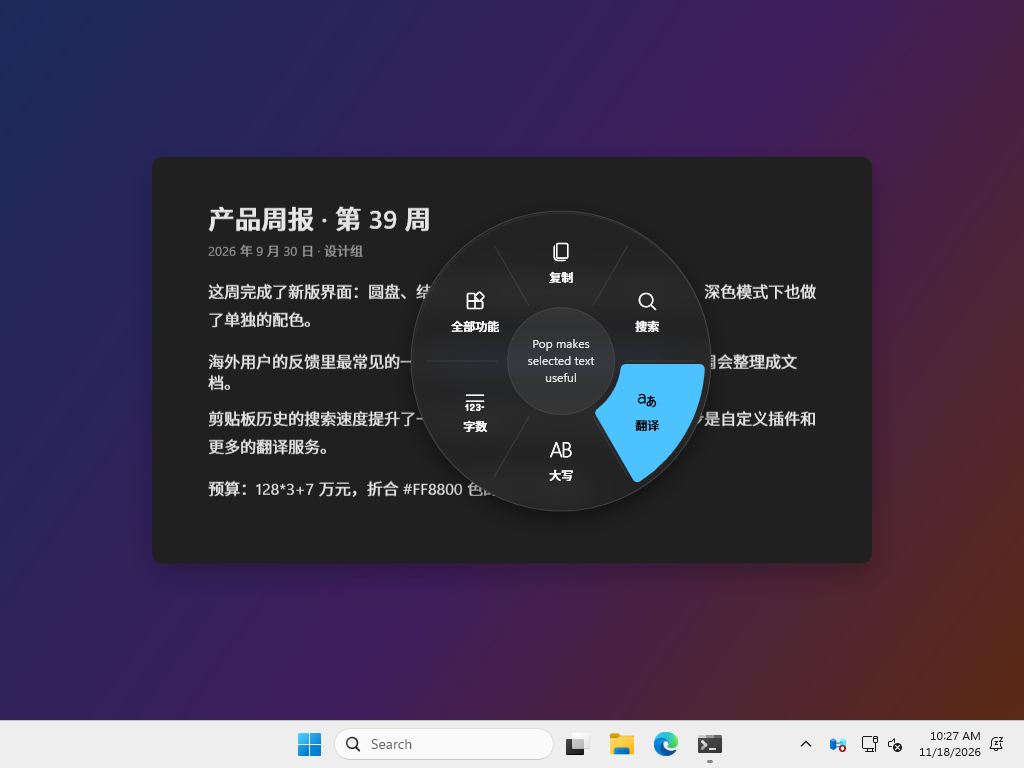 产品周报 · 第 39 周
2026 年 9 月 30 日 · 设计组
这周完成了新版界面：圆盘、
深色模式下也做
了单独的配色。
海外用户的反馈里最常见的一
会整理成文
档。
剪贴板历史的搜索速度提升了
是自定义插件和
更多的翻译服务。
预算：128*3+7 万元，折合 #FF8800 色
复制
搜索
翻译
大写
字数
全部功能
Pop makes
selected text
useful
aあ
123-
AB
Search
10:27 AM
11/18/2026